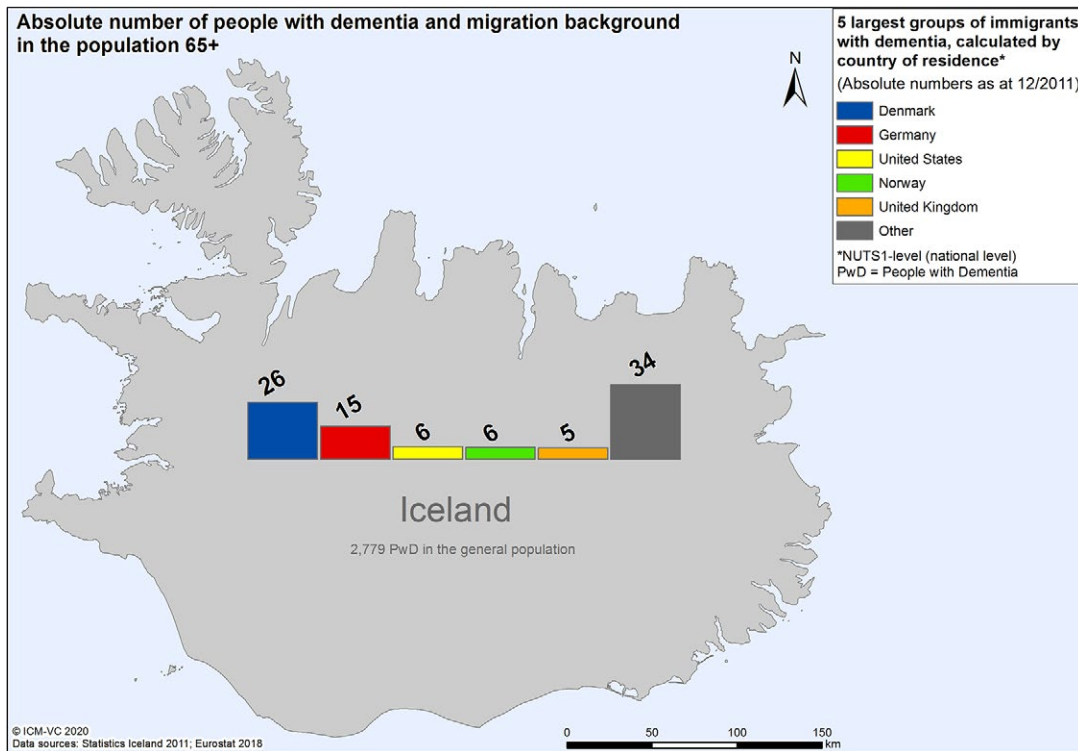 Absolute number of people with dementia and migration background
in the population 65+
5 largest groups of immigrants
with dementia, calculated by
country of residence*
(Absolute numbers as at 12/2011)
Denmark
Germany
United States
Norway
United Kingdom
Other
*NUTS1-level (national level)
PwD = People with Dementia
N
26
15
6
6
5
34
Iceland
2,779 PwD in the general population
© ICM-VC 2020
Data sources: Statistics Iceland 2011; Eurostat 2018
0 50 100 150
km